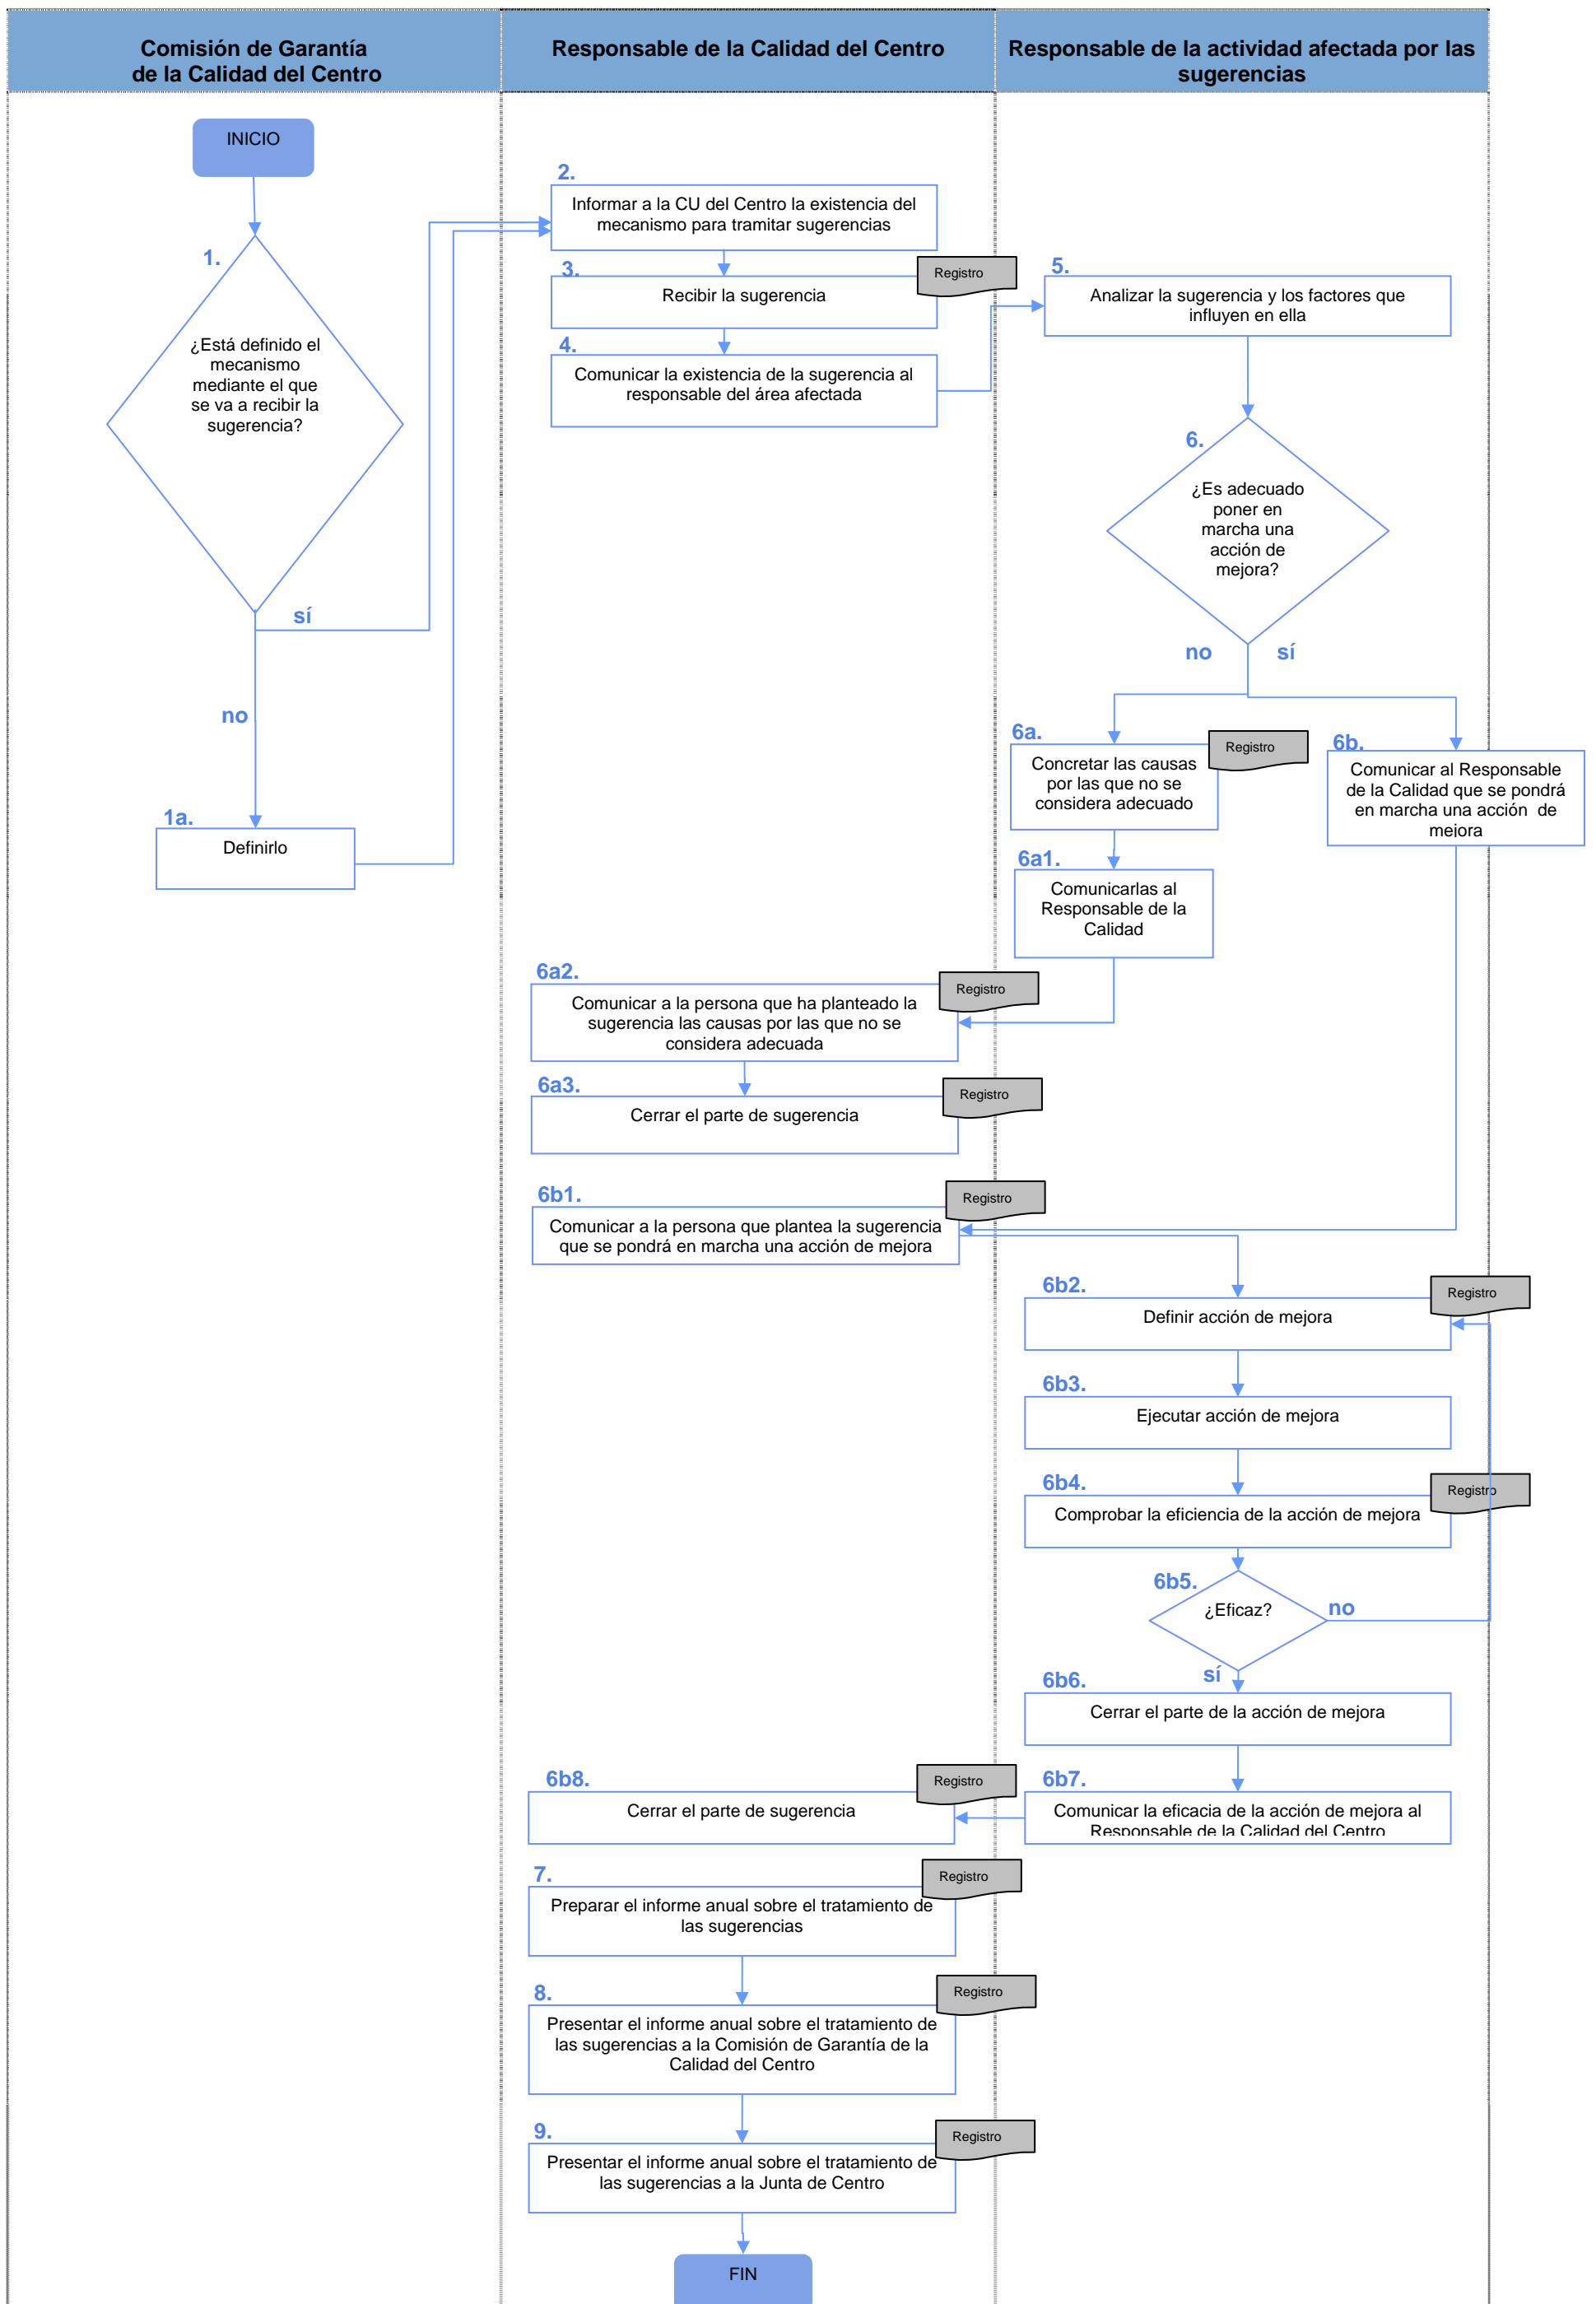 Comisión de Garantía
de la Calidad del Centro
Responsable de la Calidad del Centro
Responsable de la actividad afectada por las
sugerencias
INICIO
1.
¿Está definido el
mecanismo
mediante el que
se va a recibir la
sugerencia?
sí
no
1a.
Definirlo
2.
Informar a la CU del Centro la existencia del
mecanismo para tramitar sugerencias
3.
Registro
Recibir la sugerencia
4.
Comunicar la existencia de la sugerencia al
responsable del área afectada
5.
Analizar la sugerencia y los factores que
influyen en ella
6.
¿Es adecuado
poner en
marcha una
acción de
mejora?
no
sí
6a.
Registro
Concretar las causas
por las que no se
considera adecuado
6b.
Comunicar al Responsable
de la Calidad que se pondrá
en marcha una acción  de
mejora
6a1.
Comunicarlas al
Responsable de la
Calidad
6a2.
Registro
Comunicar a la persona que ha planteado la
sugerencia las causas por las que no se
considera adecuada
6a3.
Registro
Cerrar el parte de sugerencia
6b1.
Registro
Comunicar a la persona que plantea la sugerencia
que se pondrá en marcha una acción de mejora
6b2.
Registro
Definir acción de mejora
6b3.
Ejecutar acción de mejora
6b4.
Registro
Comprobar la eficiencia de la acción de mejora
6b5.
¿Eficaz?
no
sí
6b6.
Cerrar el parte de la acción de mejora
6b7.
Comunicar la eficacia de la acción de mejora al
Responsable de la Calidad del Centro
6b8.
Registro
Cerrar el parte de sugerencia
7.
Registro
Preparar el informe anual sobre el tratamiento de
las sugerencias
8.
Registro
Presentar el informe anual sobre el tratamiento de
las sugerencias a la Comisión de Garantía de la
Calidad del Centro
9.
Registro
Presentar el informe anual sobre el tratamiento de
las sugerencias a la Junta de Centro
FIN